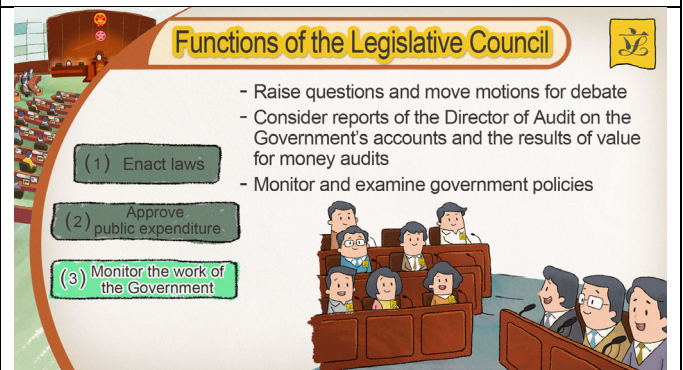 Functions of the Legislative Council
- Raise questions and move motions for debate
- Consider reports of the Director of Audit on the
Government's accounts and the results of value
for money audits
- Monitor and examine government policies
(1) Enact laws
(2) Approve
public expenditure
(3) Monitor the work of
the Government